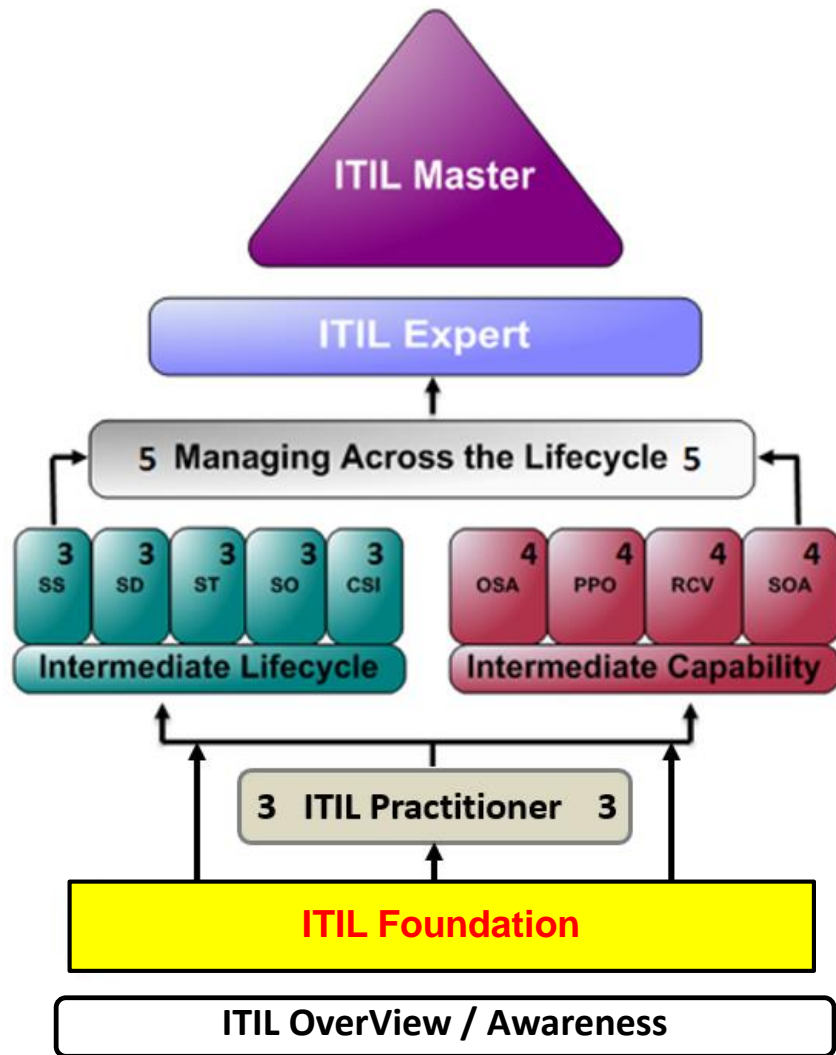 ITIL Master
ITIL Expert
5 Managing Across the Lifecycle 5
3 3 3 3 3
SS SD ST SO CSI
Intermediate Lifecycle
4 4 4 4
OSA PPO RCV SOA
Intermediate Capability
3 ITIL Practitioner 3
ITIL Foundation
ITIL OverView / Awareness